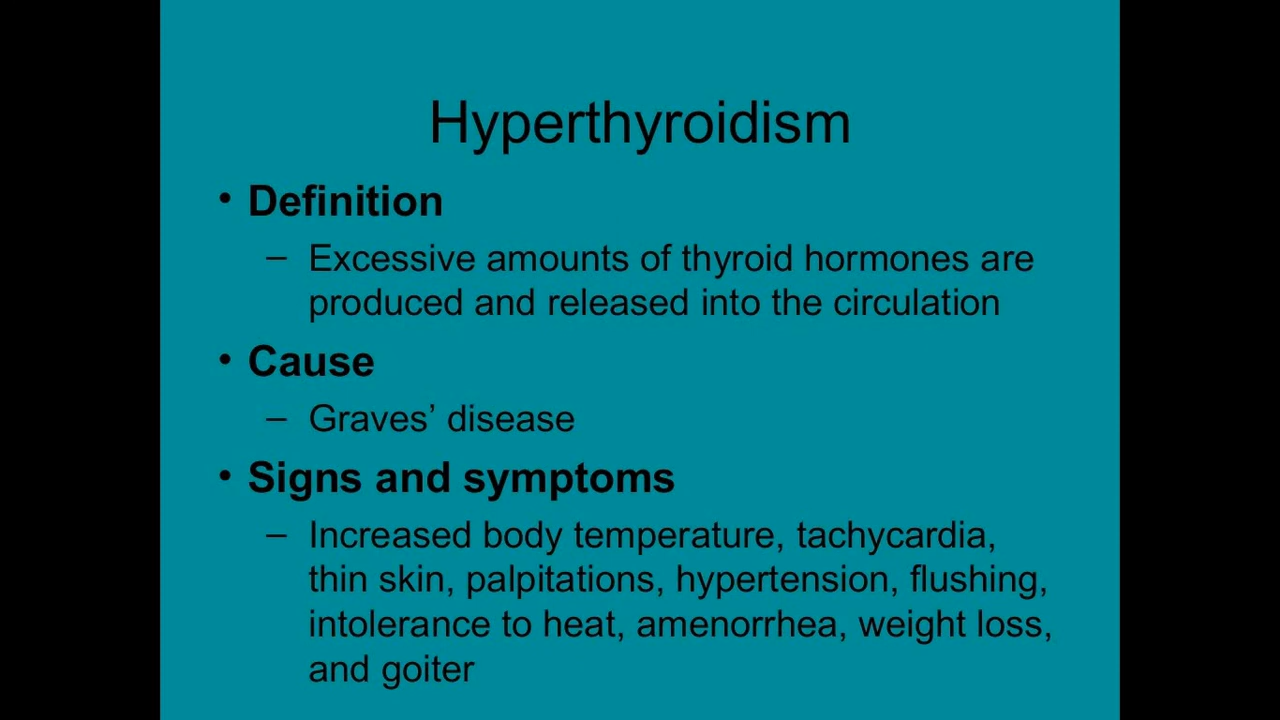 Hyperthyroidism
• Definition
– Excessive amounts of thyroid hormones are
produced and released into the circulation
• Cause
– Graves’ disease
• Signs and symptoms
– Increased body temperature, tachycardia,
thin skin, palpitations, hypertension, flushing,
intolerance to heat, amenorrhea, weight loss,
and goiter